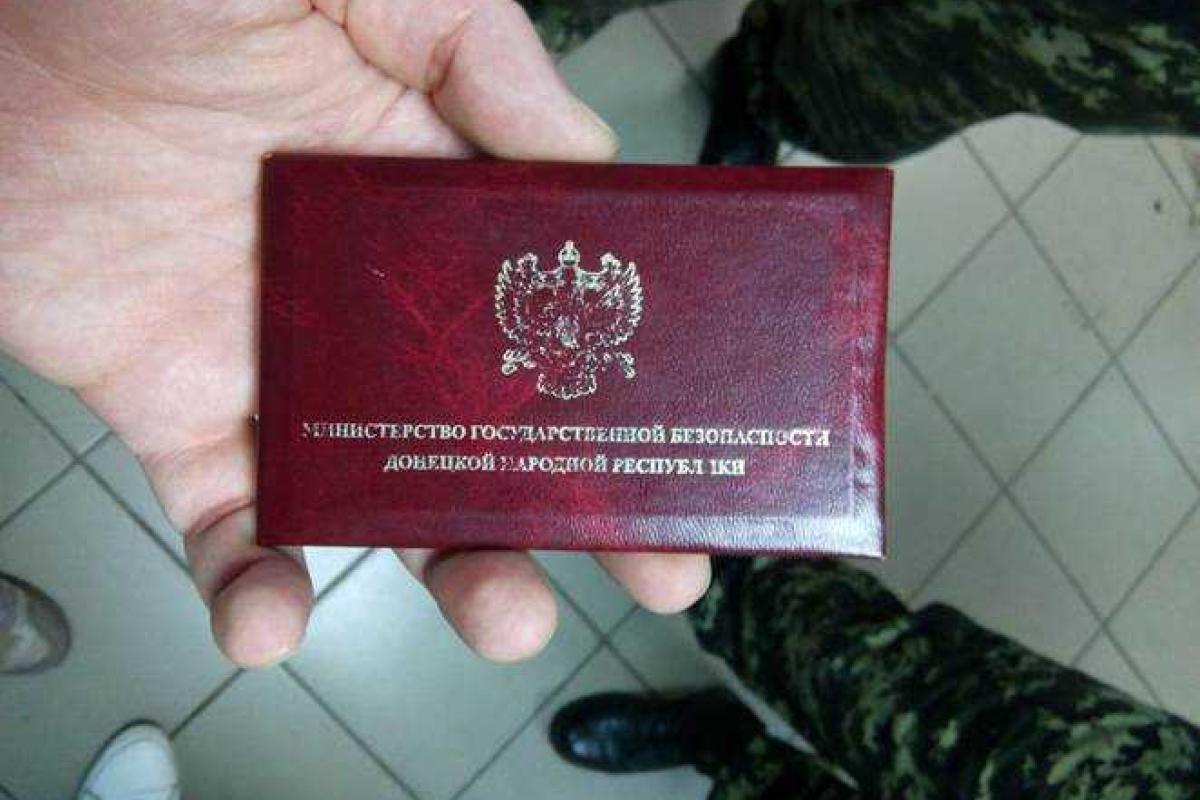 МИНИСТЕРСТВО ГОСУДАРСТВЕННОЙ БЕЗОПАСНОСТИ
ДОНЕЦКОЙ НАРОДНОЙ РЕСПУБЛИКИ